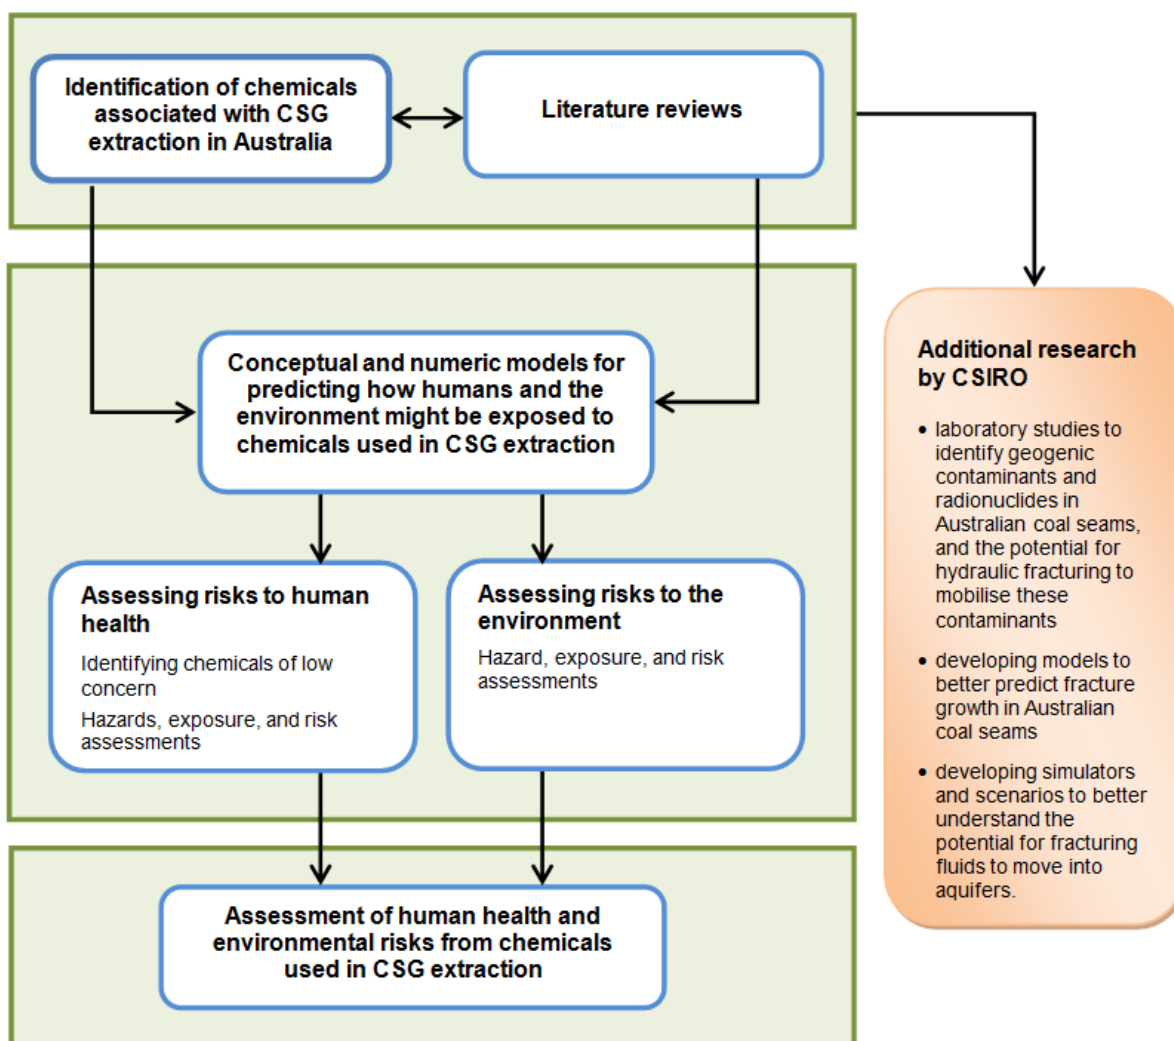 Identification of chemicals
associated with CSG
extraction in Australia
Literature reviews
Conceptual and numeric models for
predicting how humans and the
environment might be exposed to
chemicals used in CSG extraction
Assessing risks to human
health
Identifying chemicals of low
concern
Hazards, exposure, and risk
assessments
Assessing risks to the
environment
Hazard, exposure, and risk
assessments
Assessment of human health and
environmental risks from chemicals
used in CSG extraction
Additional research
by CSIRO
• laboratory studies to
identify geogenic
contaminants and
radionuclides in
Australian coal seams,
and the potential for
hydraulic fracturing to
mobilise these
contaminants
• developing models to
better predict fracture
growth in Australian
coal seams
• developing simulators
and scenarios to better
understand the
potential for fracturing
fluids to move into
aquifers.